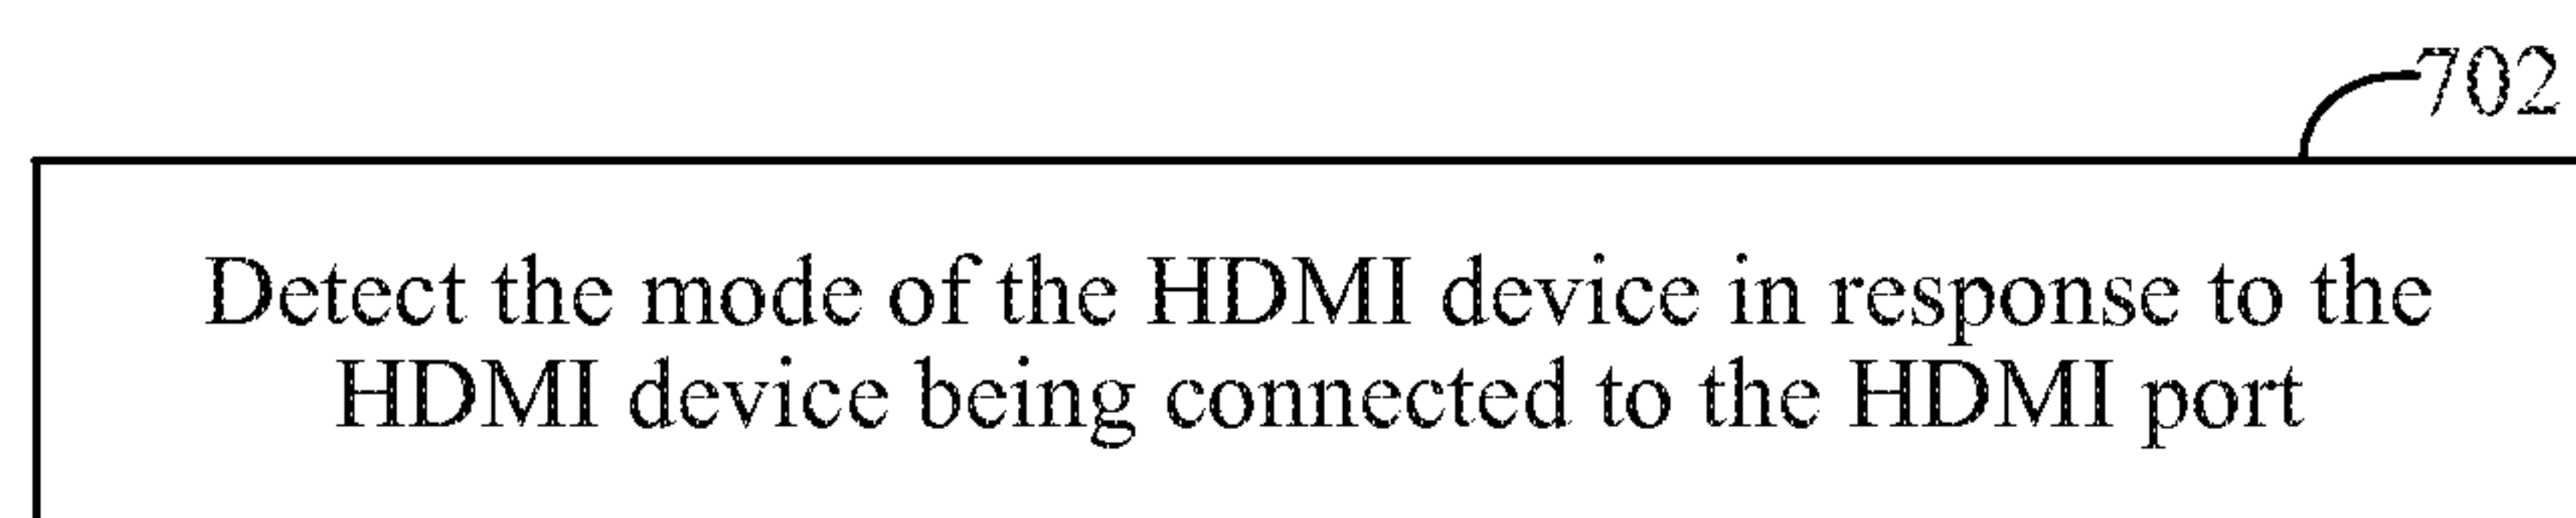 702
Detect the mode of the HDMI device in response to the
HDMI device being connected to the HDMI port